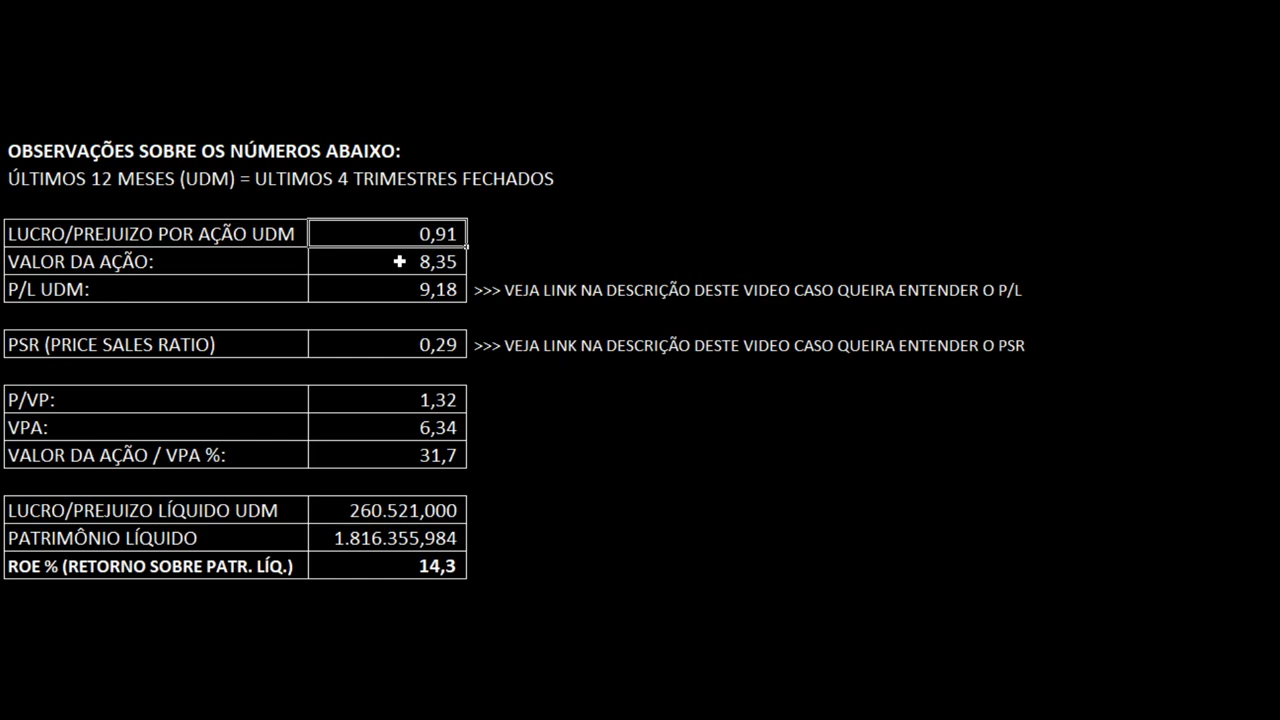 OBSERVAÇÕES SOBRE OS NÚMEROS ABAIXO:
ÚLTIMOS 12 MESES (UDM) = ULTIMOS 4 TRIMESTRES FECHADOS
LUCRO/PREJUIZO POR AÇÃO UDM 0,91
VALOR DA AÇÃO: 8,35
P/L UDM: 9,18 >>> VEJA LINK NA DESCRIÇÃO DESTE VIDEO CASO QUEIRA ENTENDER O P/L
PSR (PRICE SALES RATIO) 0,29 >>> VEJA LINK NA DESCRIÇÃO DESTE VIDEO CASO QUEIRA ENTENDER O PSR
P/VP: 1,32
VPA: 6,34
VALOR DA AÇÃO / VPA %: 31,7
LUCRO/PREJUIZO LÍQUIDO UDM 260.521,000
PATRIMÔNIO LÍQUIDO 1.816.355,984
ROE % (RETORNO SOBRE PATR. LÍQ.) 14,3